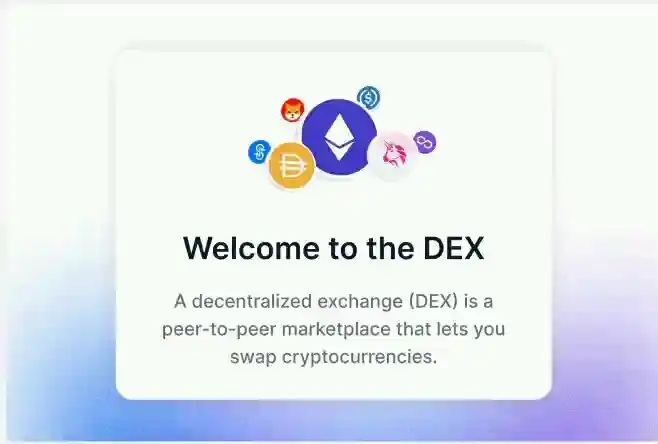 Welcome to the DEX
A decentralized exchange (DEX) is a
peer-to-peer marketplace that lets you
swap cryptocurrencies.